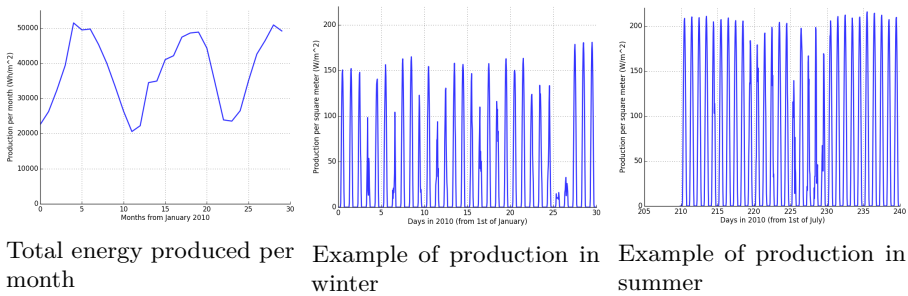 50000
40000
30000
20000
10000
0
0 5 10 15 20 25 30
Production per month (Wh/m^2)
Months from January 2010
200
150
100
50
0
0 5 10 15 20 25 30
Production per square meter (W/m^2)
Days in 2010 (from 1st of January)
200
150
100
50
0
205 210 215 220 225 230 235 240
Production per square meter (W/m^2)
Days in 2010 (from 1st of July)
Total energy produced per
month
Example of production in
winter
Example of production in
summer